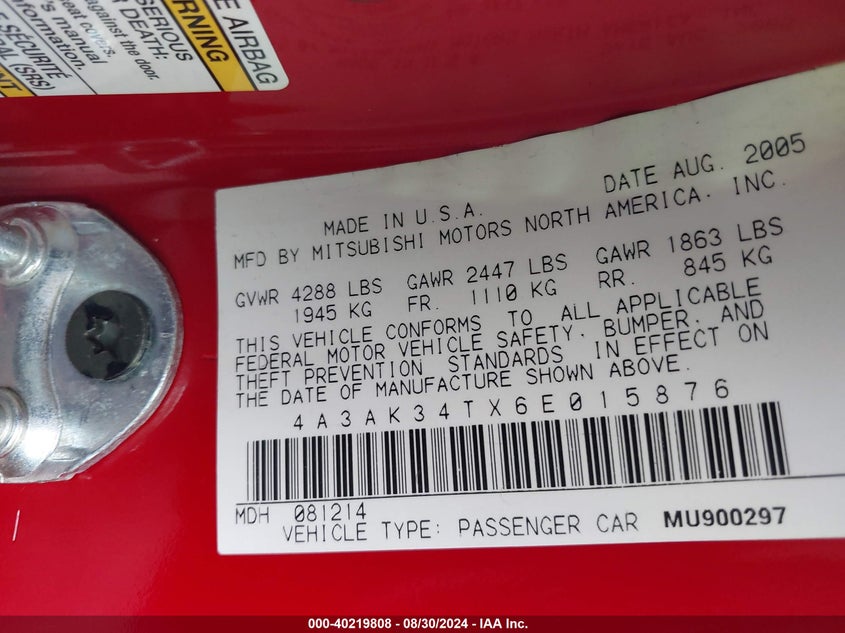 E AIRBAG
WARNING
SERIOUS
DEATH:
against the door.
seat covers.
's manual
information.
SÉCURITÉ
(SRS)
DATE AUG. 2005
MADE IN U.S.A.
MFD BY MITSUBISHI MOTORS NORTH AMERICA. INC.
GVWR 4288 LBS GAWR 2447 LBS GAWR 1863 LBS
1945 KG FR. 1110 KG RR. 845 KG
THIS VEHICLE CONFORMS TO ALL APPLICABLE
FEDERAL MOTOR VEHICLE SAFETY. BUMPER. AND
THEFT PREVENTION STANDARDS IN EFFECT ON
THE DATE OF MANUFACTURE SHOWN ABOVE.
4A3AK34TX6E015876
MDH 081214
VEHICLE TYPE: PASSENGER CAR MU900297
000-40219808 - 08/30/2024 - IAA Inc.